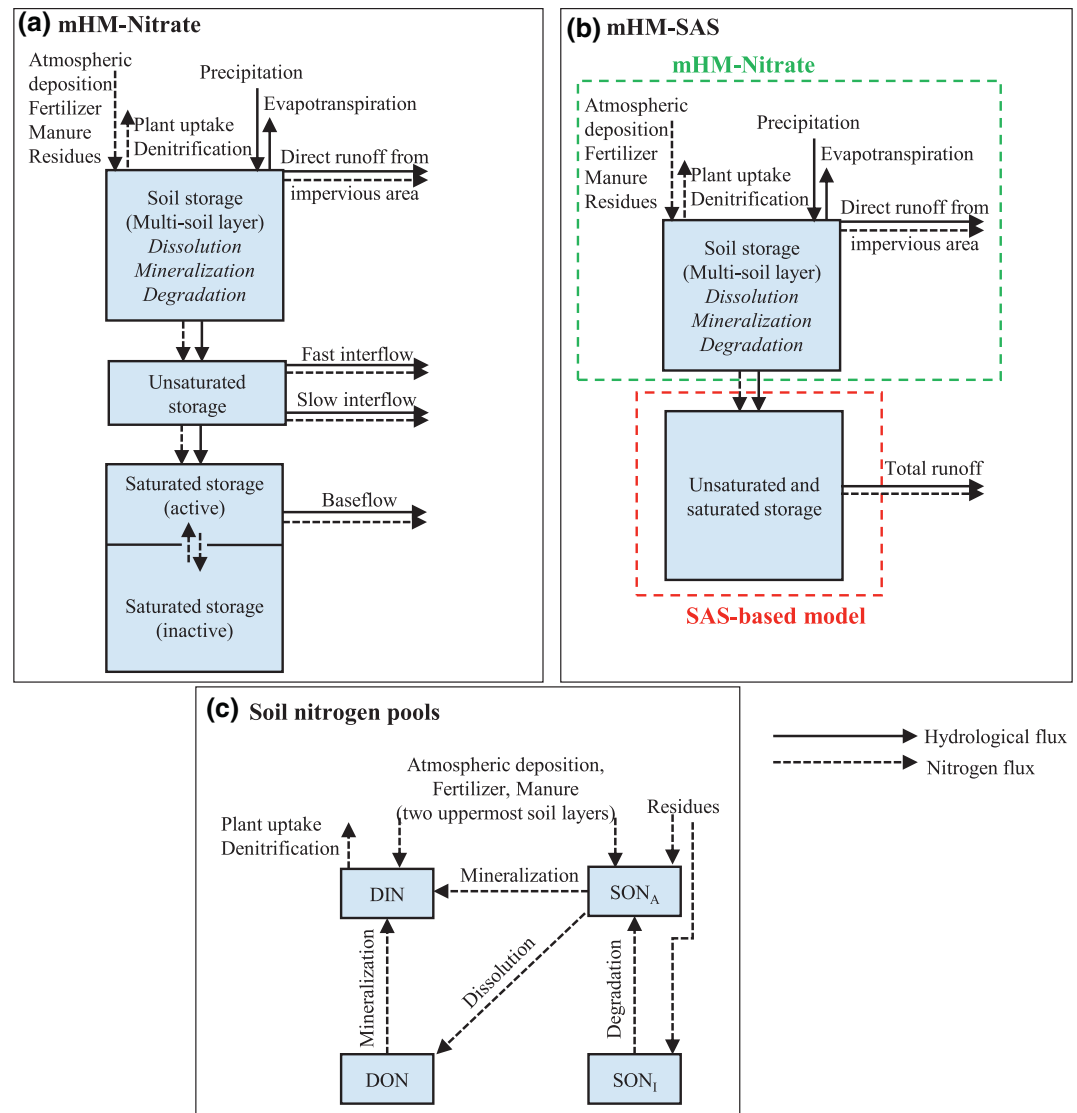 (a) mHM-Nitrate
Atmospheric
deposition
Fertilizer
Manure
Residues
Plant uptake
Denitrification
Precipitation
Evapotranspiration
Direct runoff from
impervious area
Soil storage
(Multi-soil layer)
Dissolution
Mineralization
Degradation
Unsaturated
storage
Fast interflow
Slow interflow
Saturated storage
(active)
Baseflow
Saturated storage
(inactive)
(b) mHM-SAS
mHM-Nitrate
Atmospheric
deposition
Fertilizer
Manure
Residues
Plant uptake
Denitrification
Precipitation
Evapotranspiration
Direct runoff from
impervious area
Soil storage
(Multi-soil layer)
Dissolution
Mineralization
Degradation
Unsaturated and
saturated storage
Total runoff
SAS-based model
(c) Soil nitrogen pools
Atmospheric deposition,
Fertilizer, Manure
(two uppermost soil layers)
Residues
Plant uptake
Denitrification
DIN
Mineralization
SON_A
Mineralization
Dissolution
Degradation
DON
SON_I
Hydrological flux
Nitrogen flux